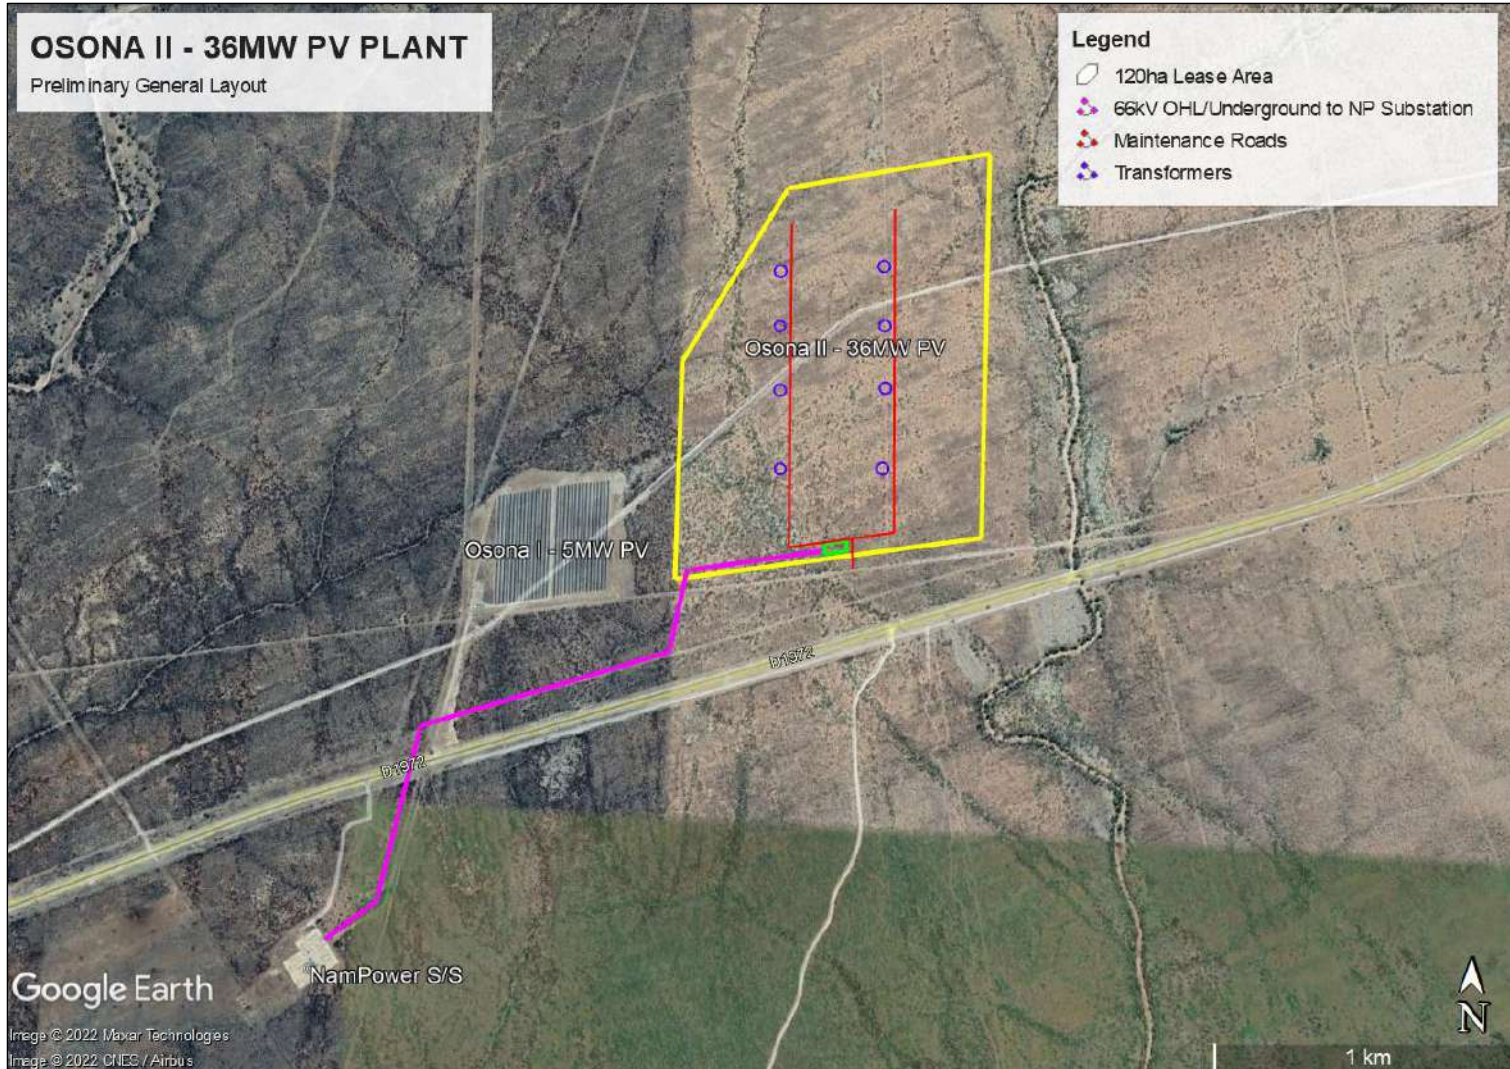 OSONA II - 36MW PV PLANT
Preliminary General Layout
Legend
120ha Lease Area
66kV OHL/Underground to NP Substation
Maintenance Roads
Transformers
Osona II - 36MW PV
Osona I - 5MW PV
D1972
D1972
NamPower S/S
Google Earth
Image © 2022 Maxar Technologies
Image © 2022 CNES / Airbus
N
1 km